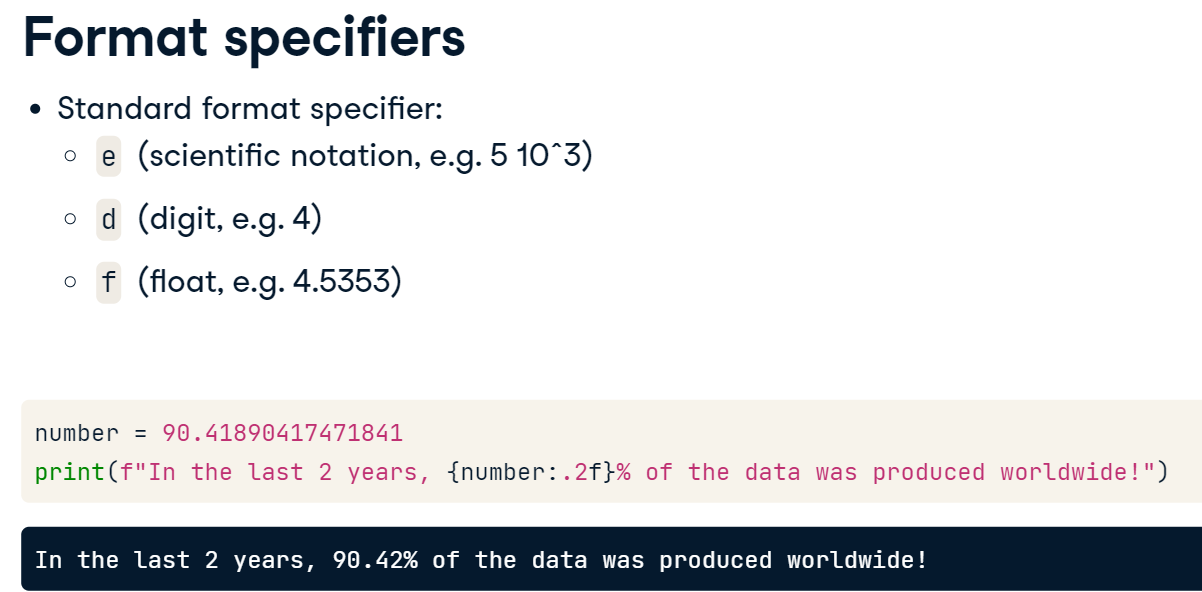 Format specifiers
• Standard format specifier:
○ e (scientific notation, e.g. 5 10^3)
○ d (digit, e.g. 4)
○ f (float, e.g. 4.5353)
number = 90.41890417471841
print(f"In the last 2 years, {number:.2f}% of the data was produced worldwide!")
In the last 2 years, 90.42% of the data was produced worldwide!